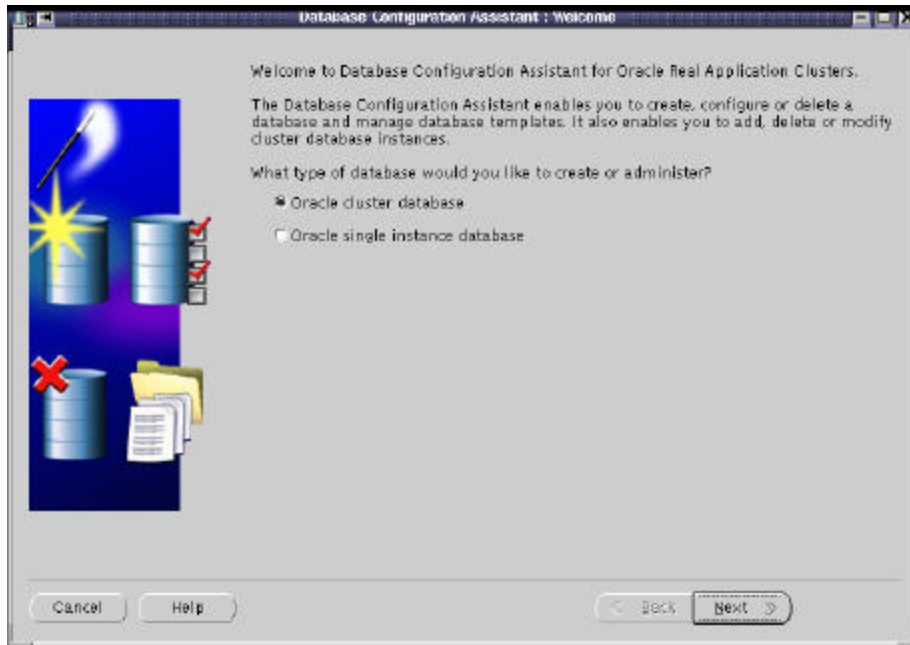 Database Configuration Assistant : Welcome
Welcome to Database Configuration Assistant for Oracle Real Application Clusters.
The Database Configuration Assistant enables you to create, configure or delete a
database and manage database templates. It also enables you to add, delete or modify
cluster database instances.
What type of database would you like to create or administer?
Oracle cluster database
Oracle single instance database
Cancel
Help
Back
Next